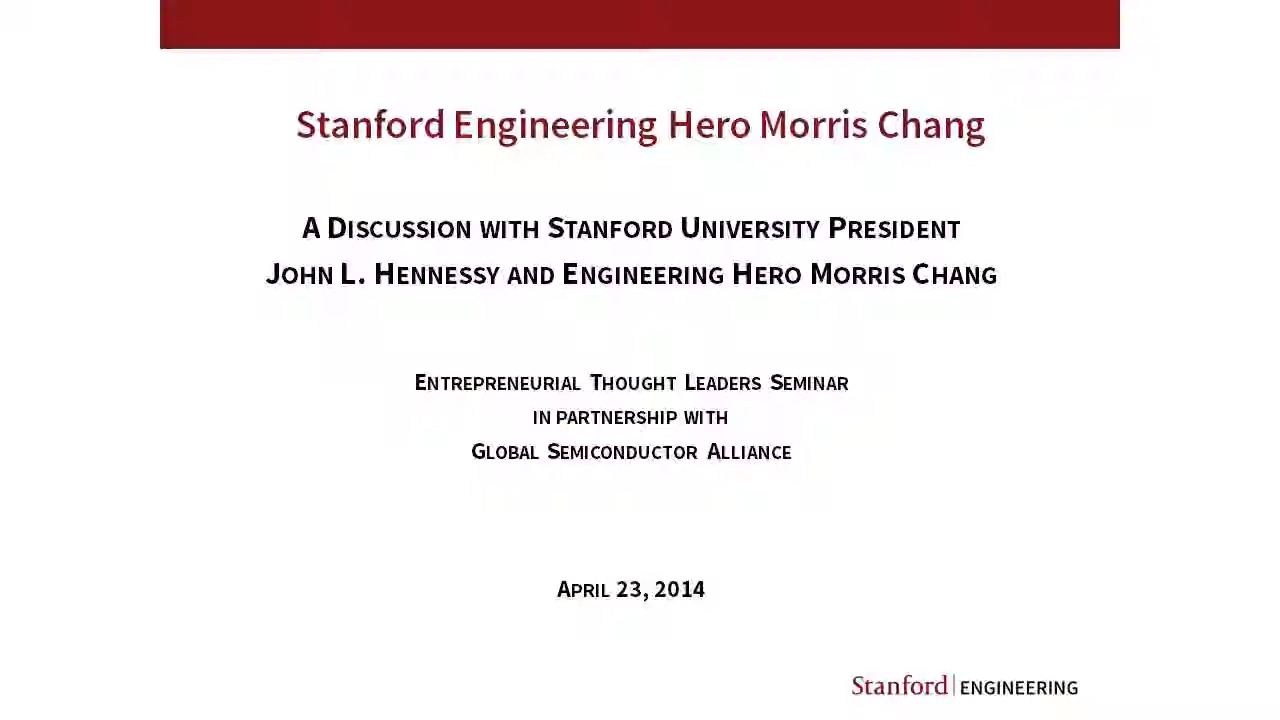 Stanford Engineering Hero Morris Chang
A Discussion with Stanford University President
John L. Hennessy and Engineering Hero Morris Chang
Entrepreneurial Thought Leaders Seminar
in partnership with
Global Semiconductor Alliance
April 23, 2014
Stanford | ENGINEERING